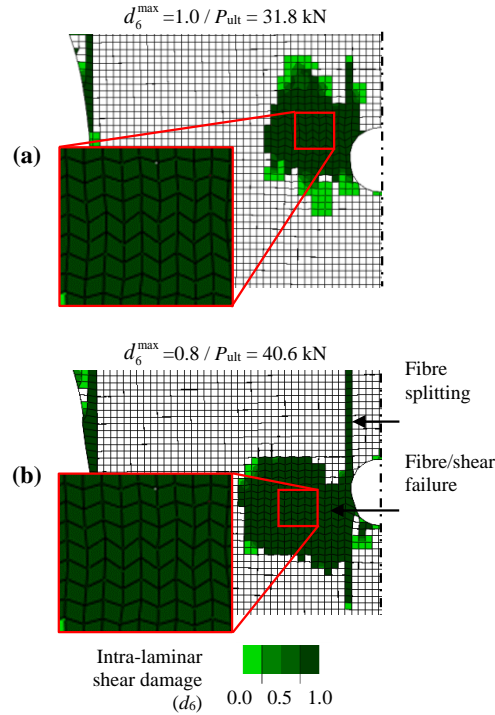 d₆ᵐᵃˣ=1.0 / Pᵤₗₜ = 31.8 kN
(a)
d₆ᵐᵃˣ=0.8 / Pᵤₗₜ = 40.6 kN
Fibre
splitting
Fibre/shear
failure
(b)
Intra-laminar
shear damage
(d₆)
0.0 0.5 1.0